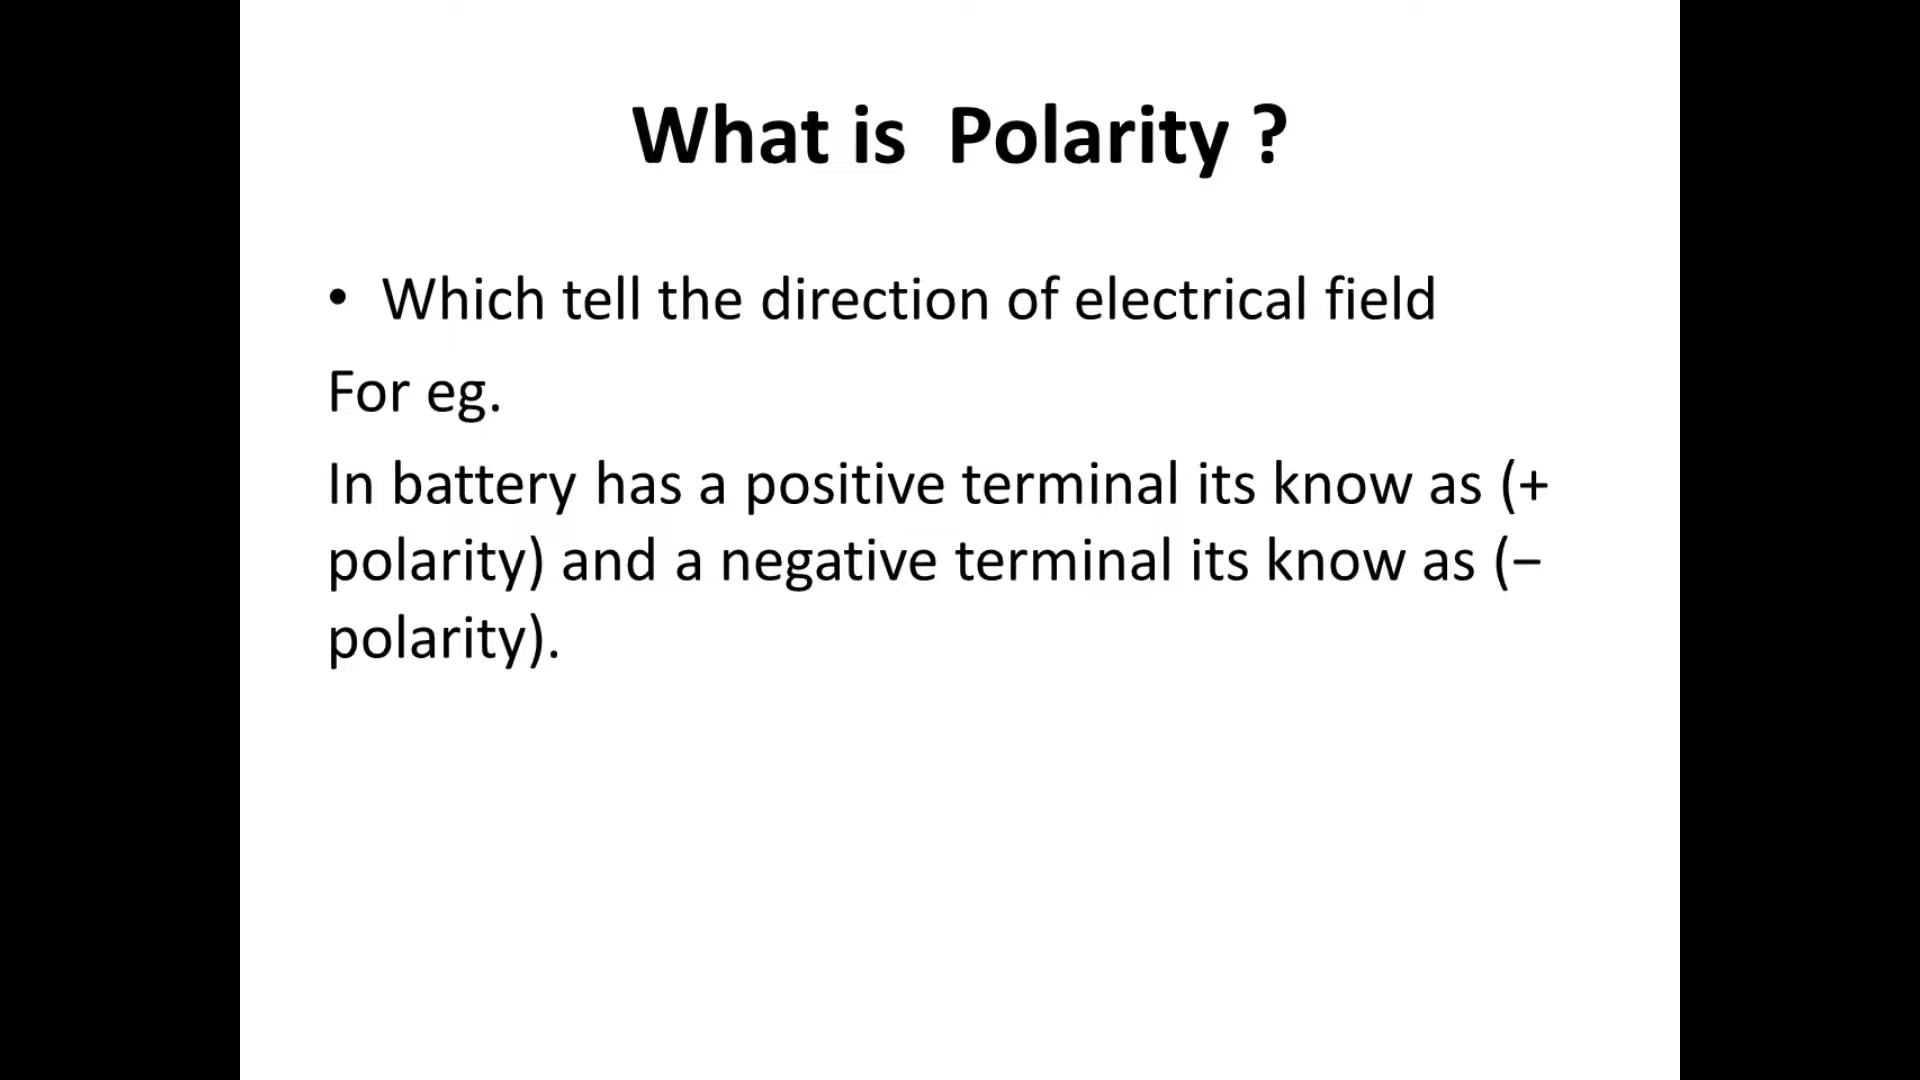 What is  Polarity ?
• Which tell the direction of electrical field
For eg.
In battery has a positive terminal its know as (+
polarity) and a negative terminal its know as (−
polarity).